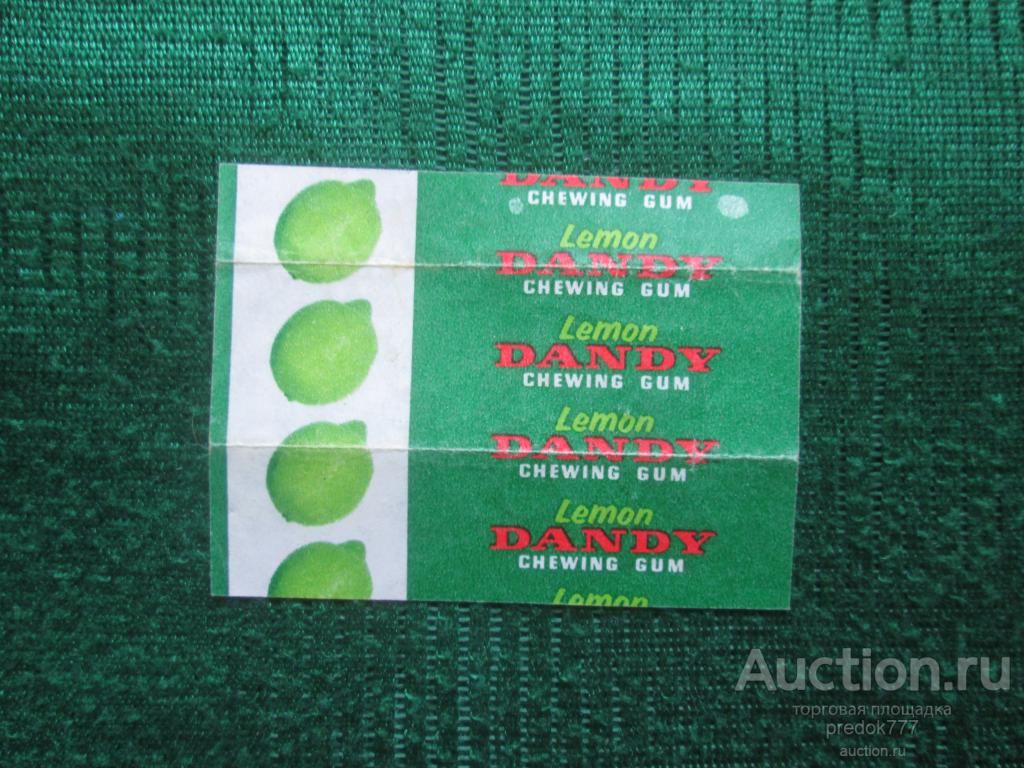 DANDY
CHEWING GUM
Lemon
DANDY
CHEWING GUM
Lemon
DANDY
CHEWING GUM
Lemon
DANDY
CHEWING GUM
Lemon
DANDY
CHEWING GUM
Lemon
Auction.ru
торговая площадка
predok777
auction.ru